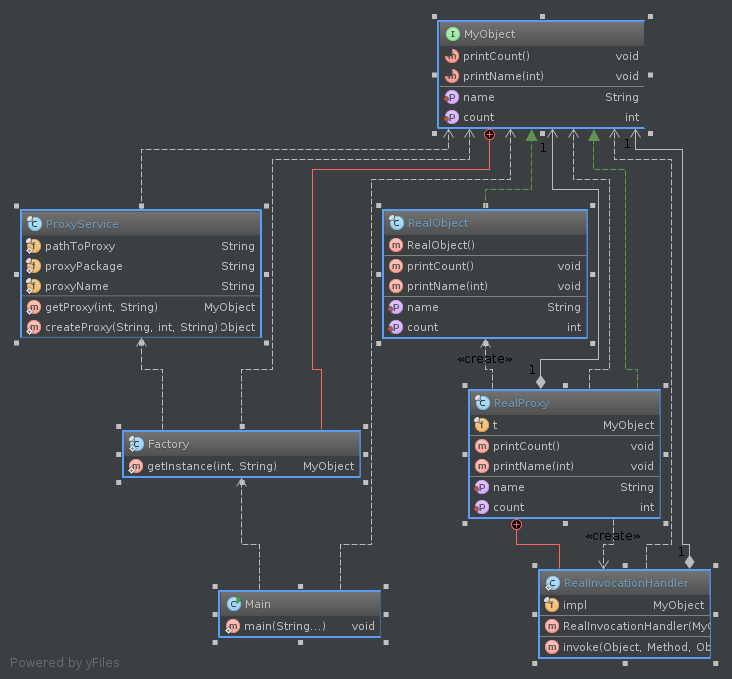 MyObject
printCount() void
printName(int) void
name String
count int
1
1
ProxyService
pathToProxy String
proxyPackage String
proxyName String
getProxy(int, String) MyObject
createProxy(String, int, String) Object
RealObject
RealObject()
printCount() void
printName(int) void
name String
count int
«create»
1
RealProxy
t MyObject
printCount() void
printName(int) void
name String
count int
Factory
getInstance(int, String) MyObject
«create»
1
RealInvocationHandler
impl MyObject
RealInvocationHandler(My
invoke(Object, Method, Ob
Main
main(String...) void
Powered by yFiles